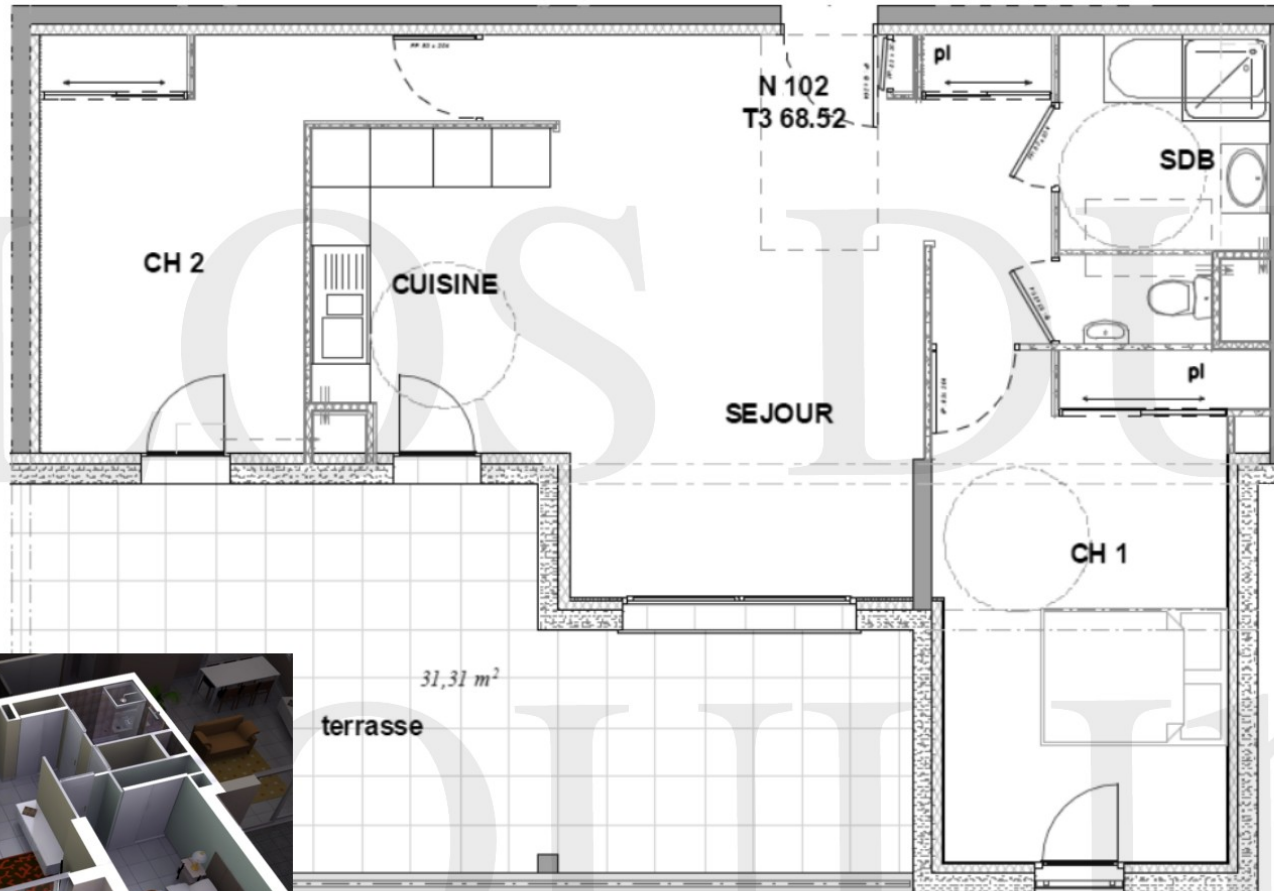 N 102
T3 68.52
pl
SDB
CH 2
CUISINE
pl
SEJOUR
CH 1
31,31 m²
terrasse